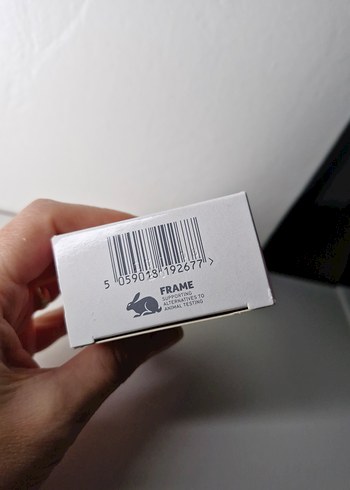 5 059018 192677 >
FRAME
SUPPORTING
ALTERNATIVES TO
ANIMAL TESTING